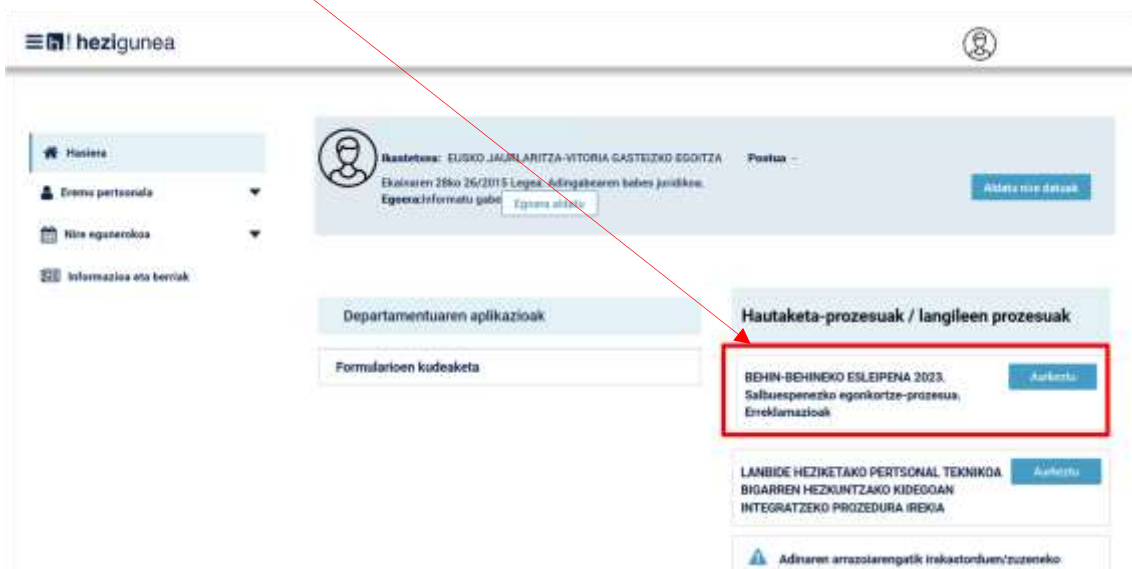 h! hezigunea
Hasiera
Ikastetxea: EUSKO JAURLARITZA-VITORIA GASTEIZKO EGOITZA Postua -
Ekainaren 28ko 26/2015 Legea. Adingabearen babes juridikoa.
Egoera:Informatu gabe Egoera aldatu
Aldatu nire datuak
Eremu pertsonala
Nire egunerokoa
Informazioa eta berriak
Departamentuaren aplikazioak
Formularioen kudeaketa
Hautaketa-prozesuak / langileen prozesuak
BEHIN-BEHINEKO ESLEIPENA 2023.
Salbuespenezko egonkortze-prozesua.
Erreklamazioak
Aurkeztu
LANBIDE HEZIKETAKO PERTSONAL TEKNIKOA
BIGARREN HEZKUNTZAKO KIDEGOAN
INTEGRATZEKO PROZEDURA IREKIA
Aurkeztu
Adinaren arrazoiarengatik irakastorduen/zuzeneko